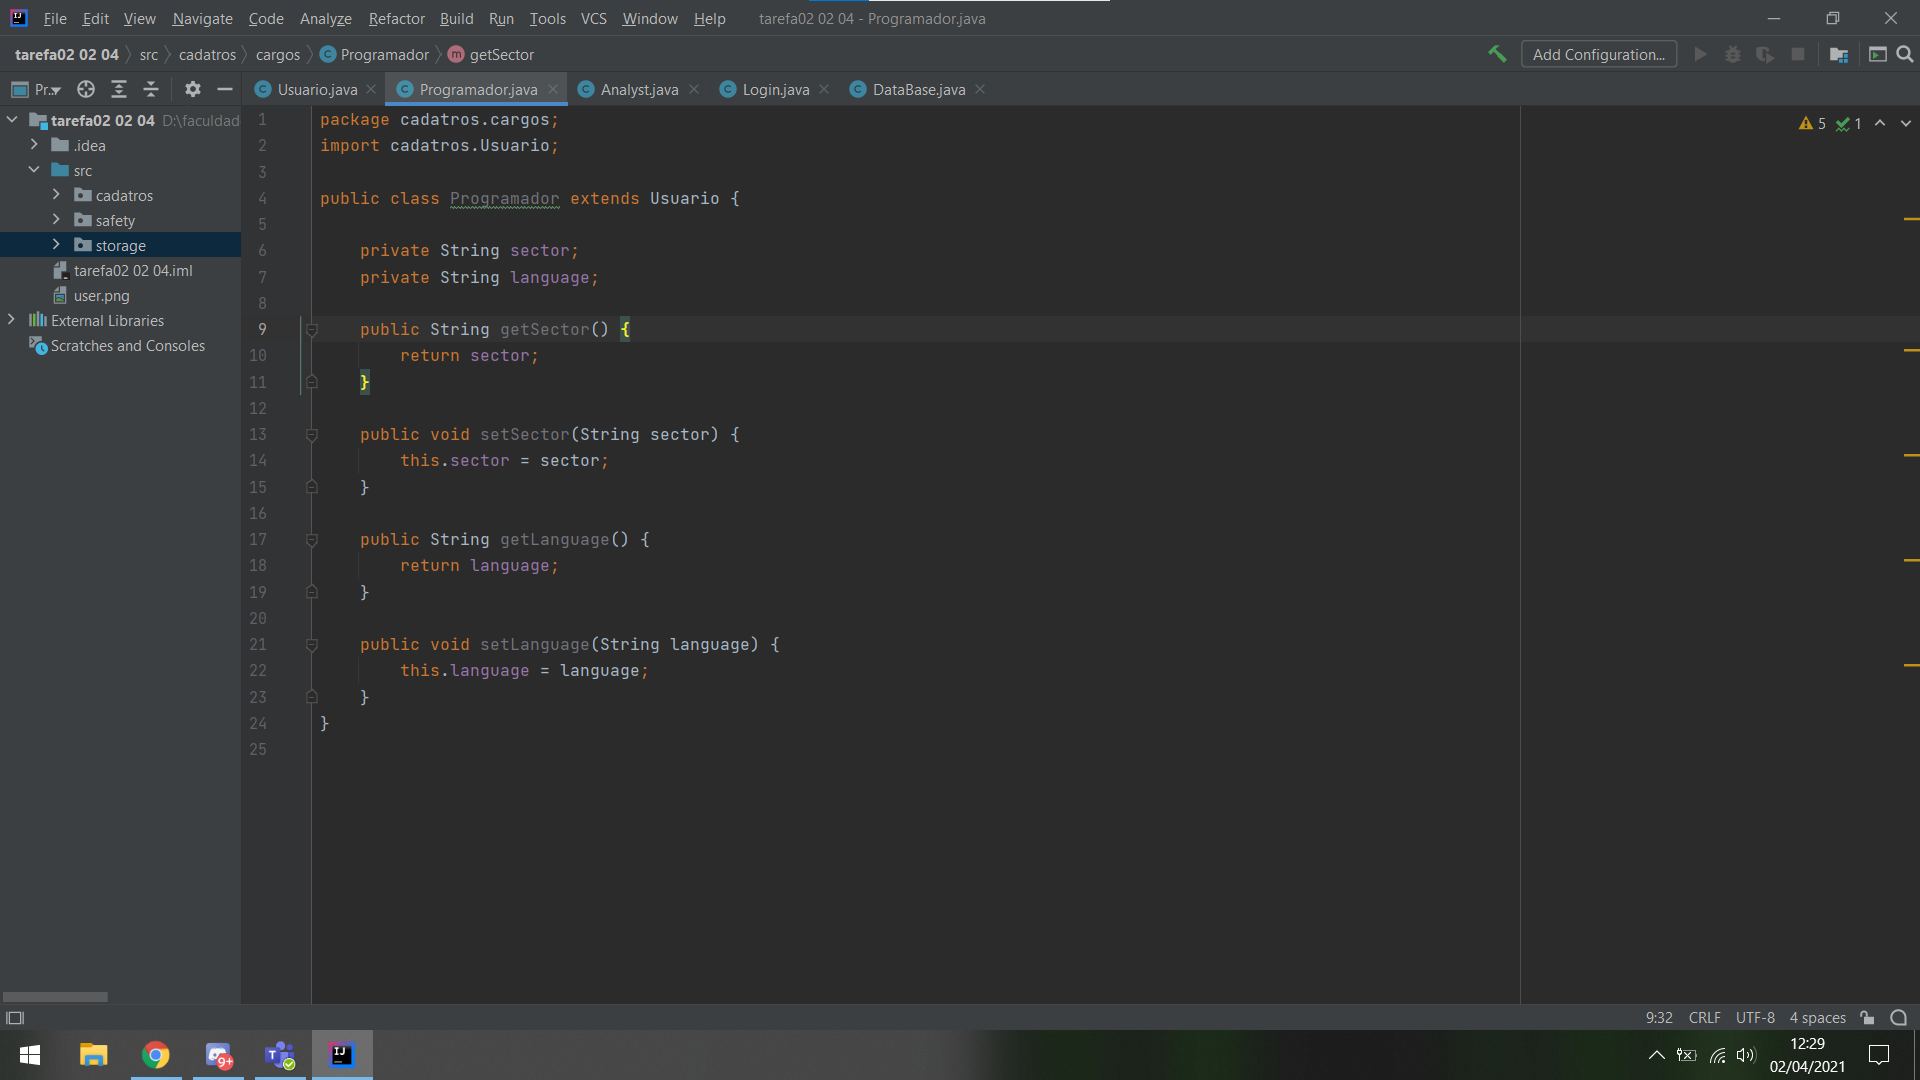 File Edit View Navigate Code Analyze Refactor Build Run Tools VCS Window Help tarefa02 02 04 - Programador.java
tarefa02 02 04 src cadatros cargos Programador getSector Add Configuration...
Pr... Usuario.java Programador.java Analyst.java Login.java DataBase.java
tarefa02 02 04 D:\faculdad
.idea
src
cadatros
safety
storage
tarefa02 02 04.iml
user.png
External Libraries
Scratches and Consoles
5 1
1 package cadatros.cargos;
2 import cadatros.Usuario;
3
4 public class Programador extends Usuario {
5
6 private String sector;
7 private String language;
8
9 public String getSector() {
10 return sector;
11 }
12
13 public void setSector(String sector) {
14 this.sector = sector;
15 }
16
17 public String getLanguage() {
18 return language;
19 }
20
21 public void setLanguage(String language) {
22 this.language = language;
23 }
24 }
25
9:32 CRLF UTF-8 4 spaces
9+
12:29
02/04/2021